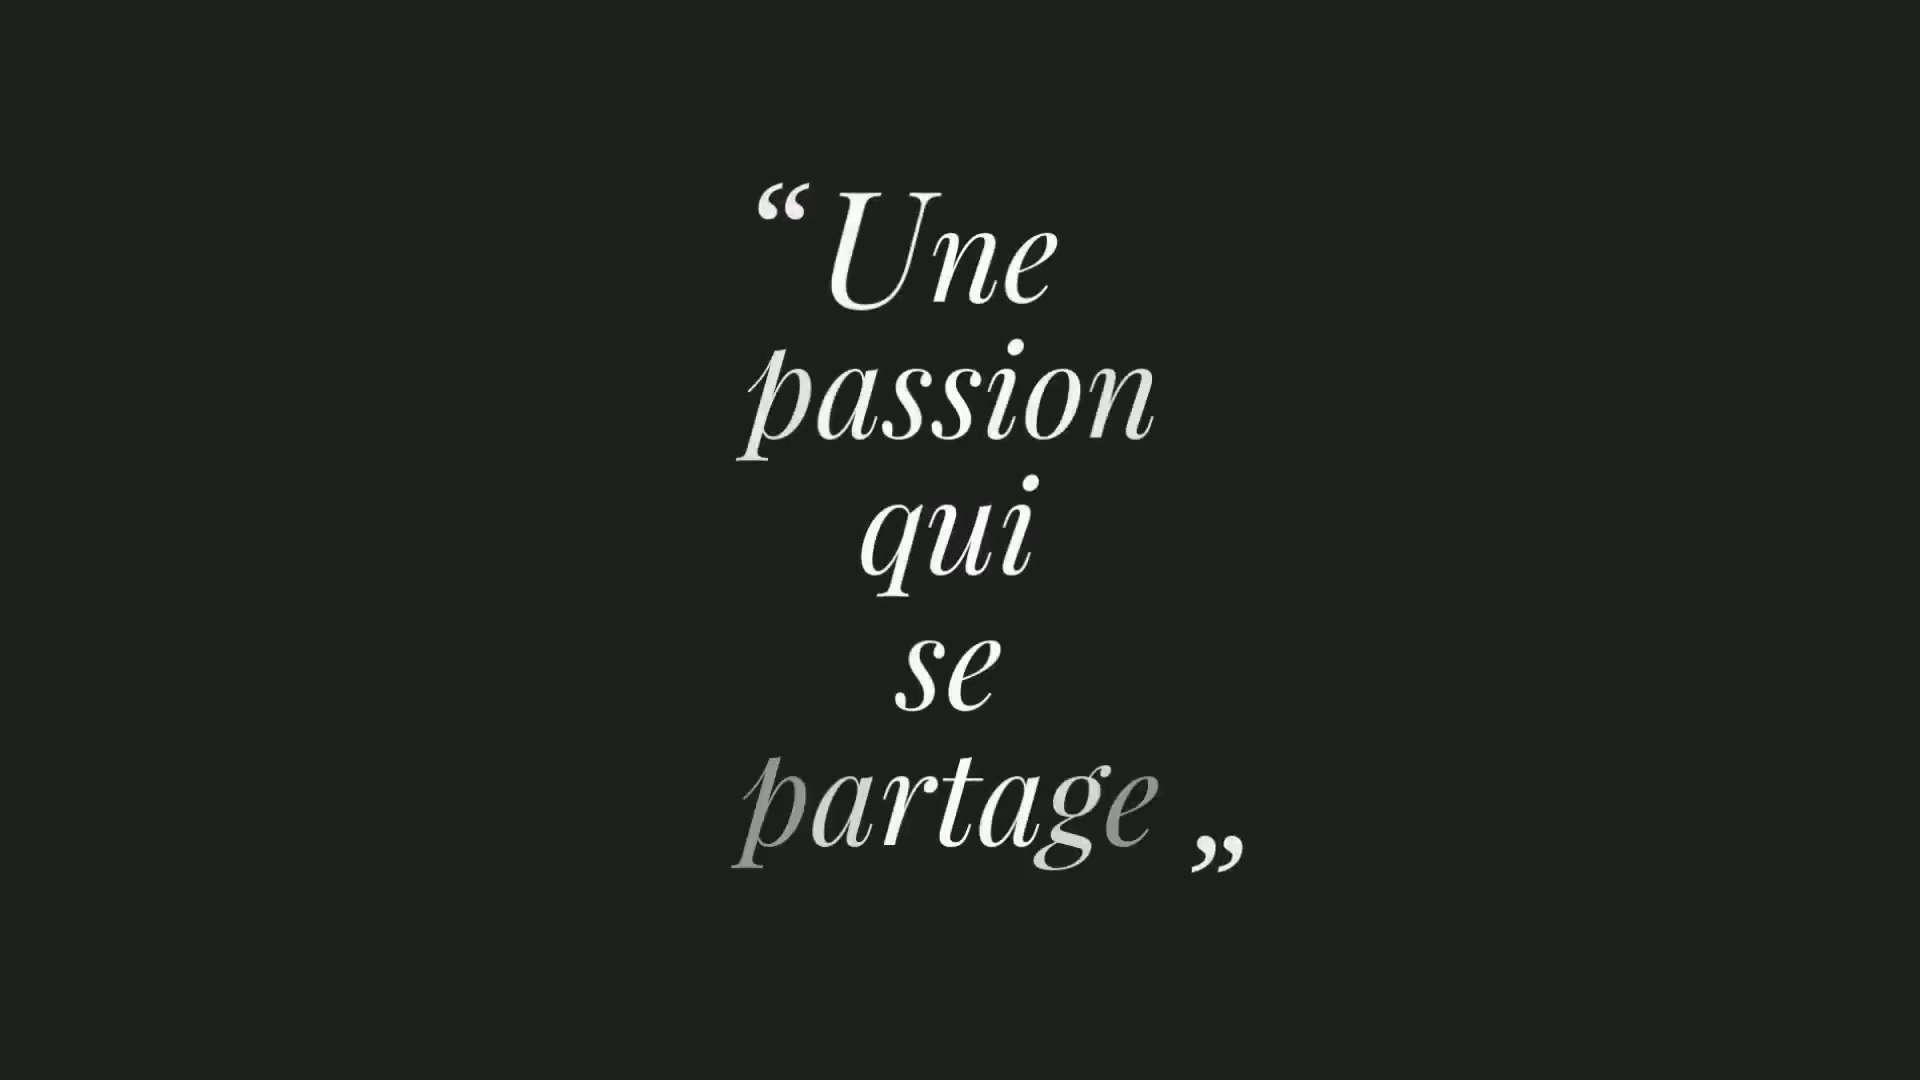 “Une
passion
qui
se
partage”